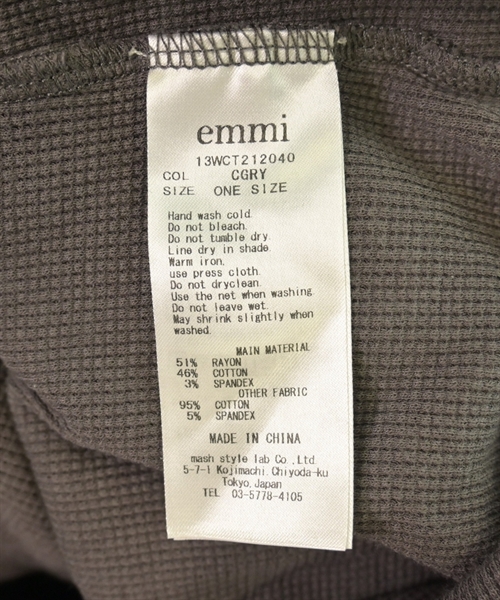 emmi
13WCT212040
COL CGRY
SIZE ONE SIZE
Hand wash cold.
Do not bleach.
Do not tumble dry.
Line dry in shade.
Warm iron.
use press cloth.
Do not dryclean.
Use the net when washing.
Do not leave wet.
May shrink slightly when
washed.
MAIN MATERIAL
51% RAYON
46% COTTON
3% SPANDEX
OTHER FABRIC
95% COTTON
5% SPANDEX
MADE IN CHINA
mash style lab Co.,Ltd.
5-7-1 Kojimachi,Chiyoda-ku
Tokyo,Japan
TEL 03-5778-4105